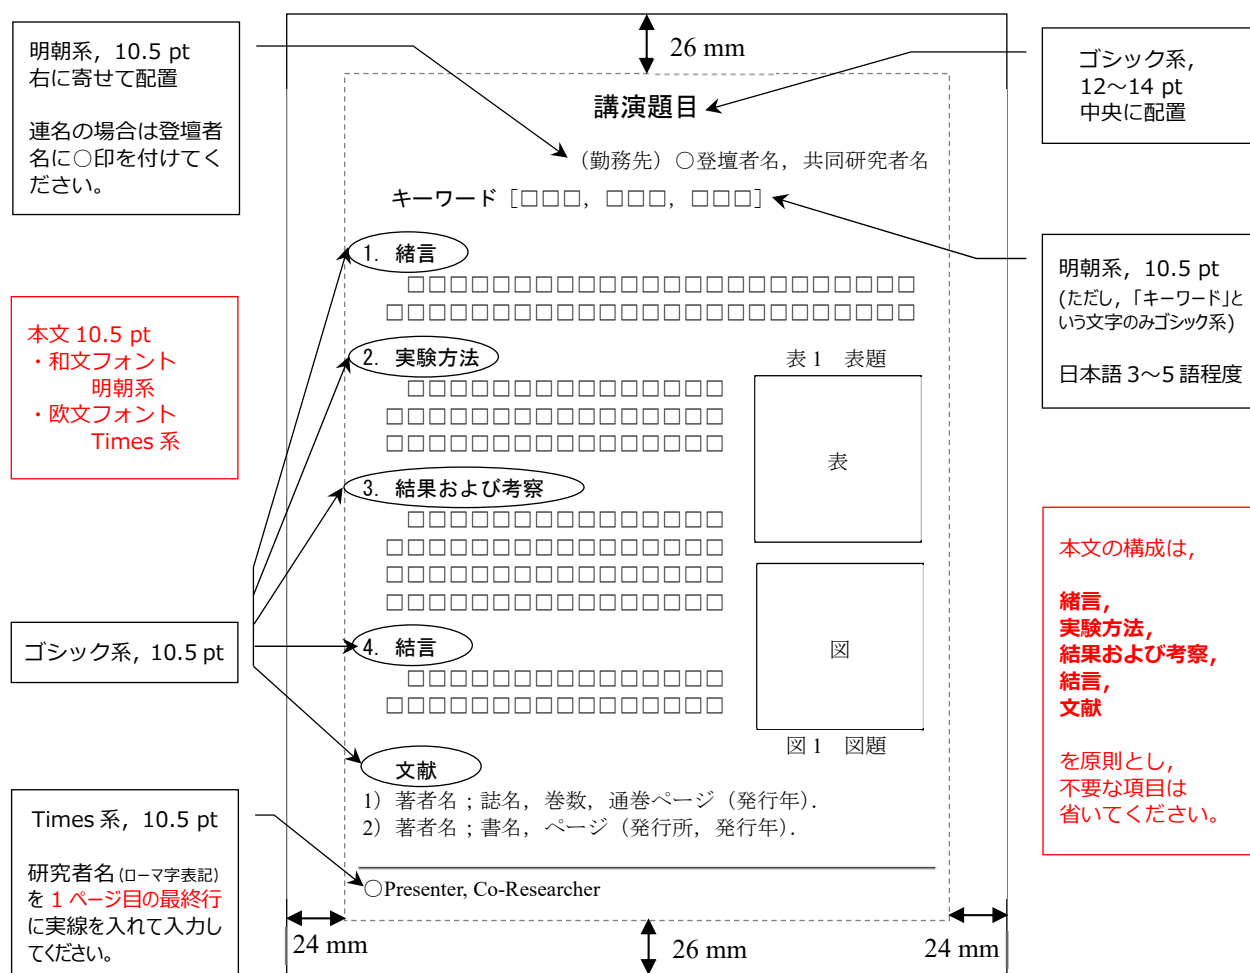 明朝系，10.5 pt
右に寄せて配置
連名の場合は登壇者
名に○印を付けてく
ださい。
本文 10.5 pt
・和文フォント
明朝系
・欧文フォント
Times 系
ゴシック系，10.5 pt
Times 系，10.5 pt
研究者名(ローマ字表記)
を 1 ページ目の最終行
に実線を入れて入力し
てください。
26 mm
講演題目
（勤務先）○登壇者名，共同研究者名
キーワード［□□□，□□□，□□□］
1. 緒言
□□□□□□□□□□□□□□□□□□□□□□□□
□□□□□□□□□□□□□□□□□□□□□□□□□
2. 実験方法
□□□□□□□□□□□□□□□
□□□□□□□□□□□□□□□□
□□□□□□□□□□□□□□□□
3. 結果および考察
□□□□□□□□□□□□□□□
□□□□□□□□□□□□□□□□
□□□□□□□□□□□□□□□□
□□□□□□□□□□□□□□□□
4. 結言
□□□□□□□□□□□□□□□
□□□□□□□□□□□□□□□□
表 1　表題
表
図
図 1　図題
文献
1）著者名；誌名，巻数，通巻ページ（発行年）.
2）著者名；書名，ページ（発行所，発行年）.
○Presenter, Co-Researcher
24 mm
26 mm
24 mm
ゴシック系，
12～14 pt
中央に配置
明朝系，10.5 pt
(ただし，「キーワード」と
いう文字のみゴシック系)
日本語 3～5 語程度
本文の構成は，
緒言，
実験方法，
結果および考察，
結言，
文献
を原則とし，
不要な項目は
省いてください。